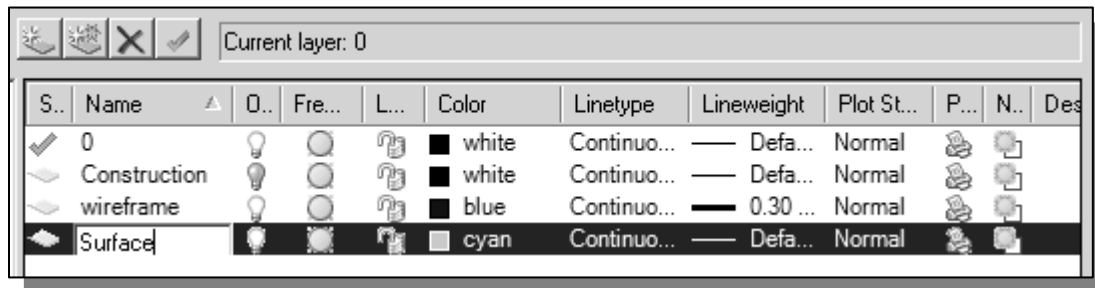 Current layer: 0
S.. Name O.. Fre... L... Color Linetype Lineweight Plot St... P... N.. Des
0 white Continuo... Defa... Normal
Construction white Continuo... Defa... Normal
wireframe blue Continuo... 0.30 ... Normal
Surface cyan Continuo... Defa... Normal